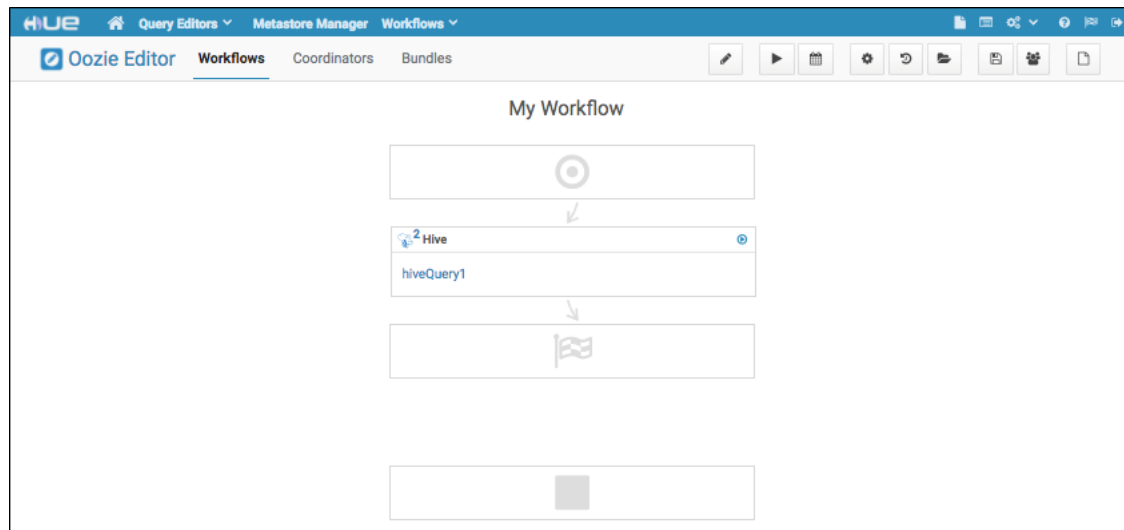 HUE Query Editors Metastore Manager Workflows
Oozie Editor Workflows Coordinators Bundles
My Workflow
2 Hive
hiveQuery1